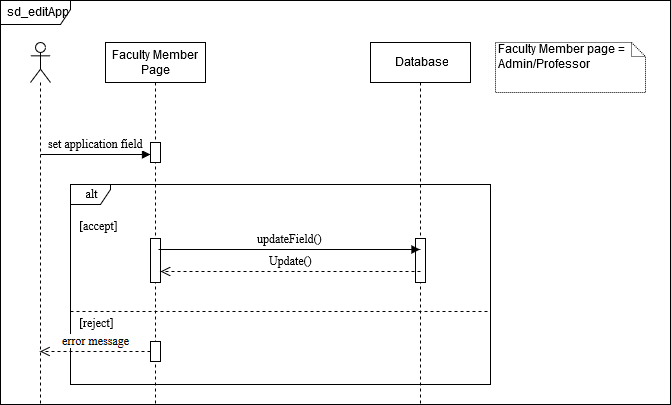 sd_editApp
Faculty Member
Page
Database
Faculty Member page =
Admin/Professor
set application field
alt
[accept]
updateField()
Update()
[reject]
error message